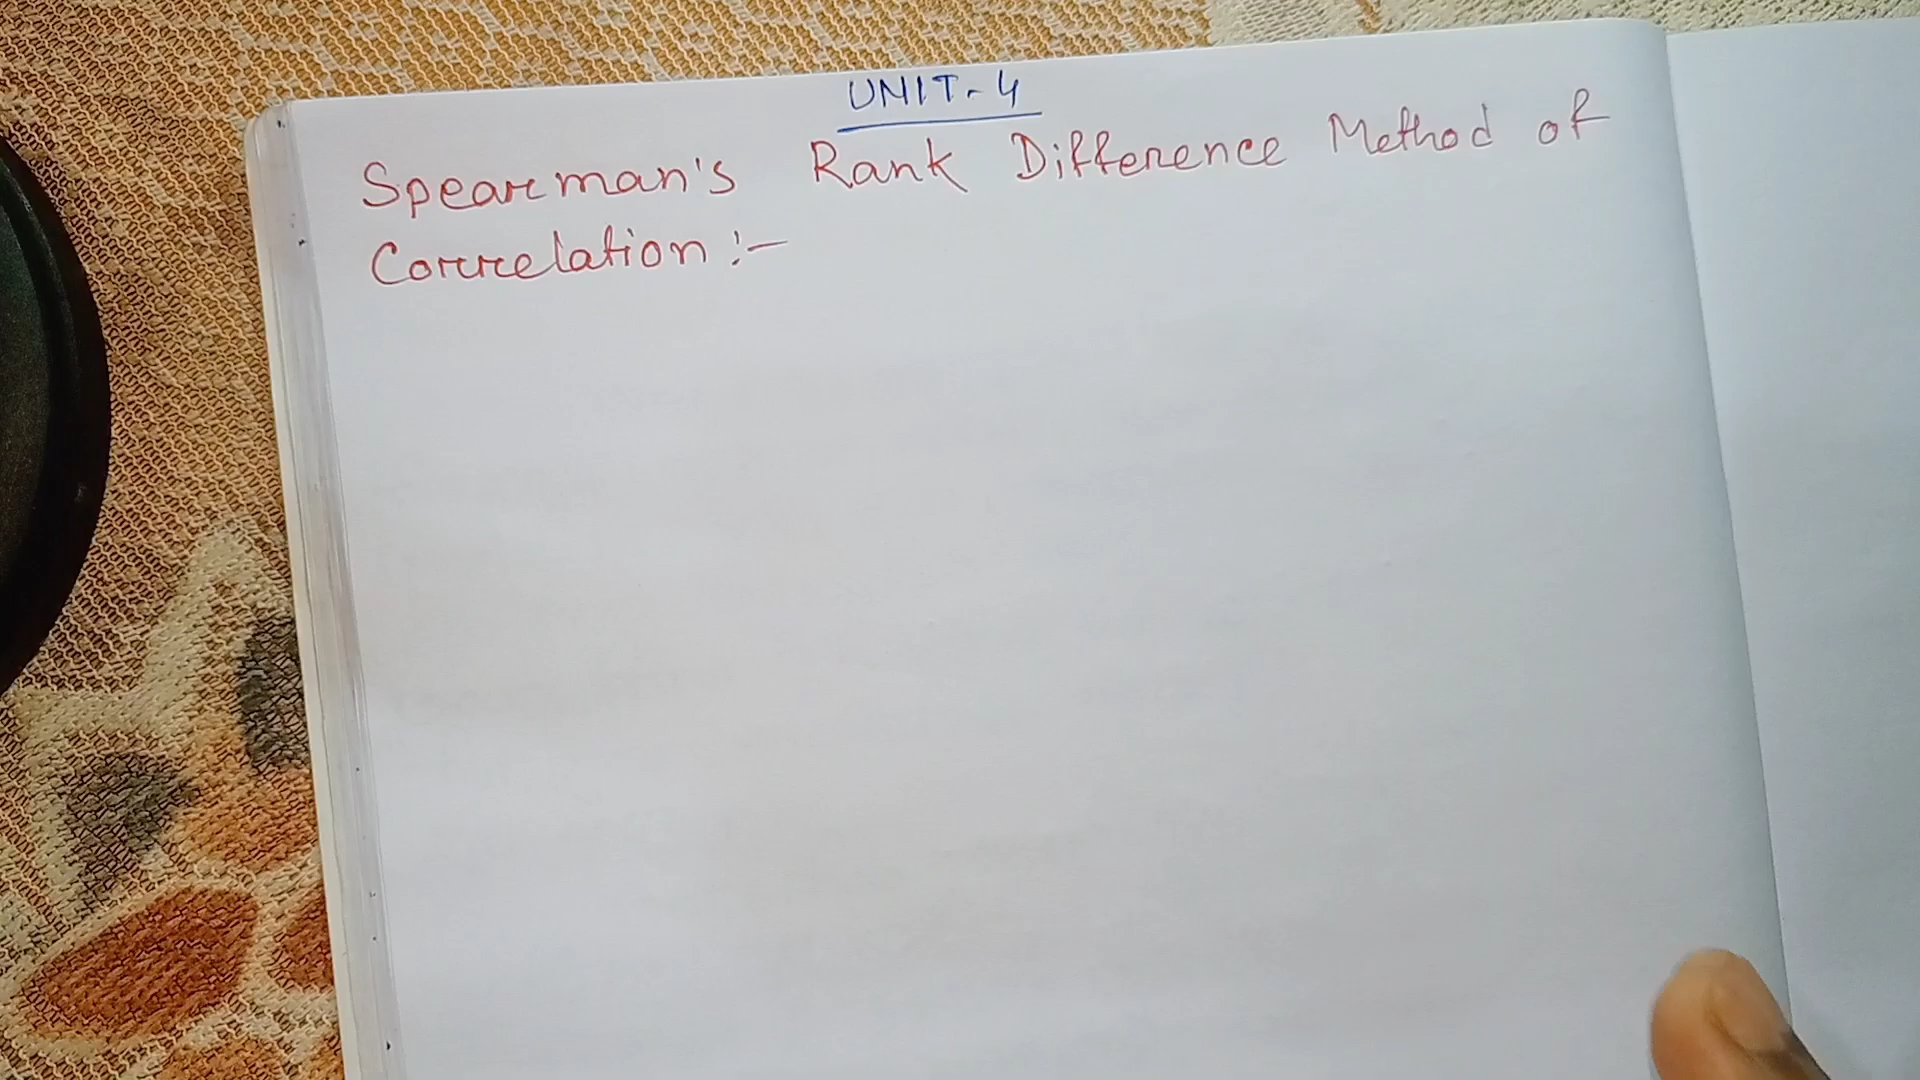 UNIT-4
Spearman's Rank Difference Method of
Correlation :-